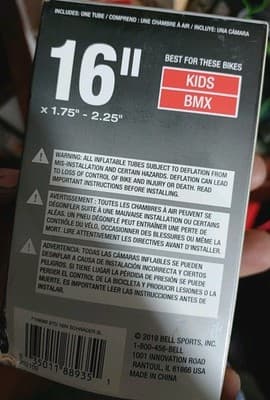 INCLUDES: ONE TUBE / COMPREND : UNE CHAMBRE À AIR / INCLUYE: UNA CÁMARA
16"
x 1.75" - 2.25"
BEST FOR THESE BIKES
KIDS
BMX
WARNING: ALL INFLATABLE TUBES SUBJECT TO DEFLATION FROM
MIS-INSTALLATION AND CERTAIN HAZARDS. DEFLATION CAN LEAD
TO LOSS OF CONTROL OF BIKE AND INJURY OR DEATH. READ
IMPORTANT INSTRUCTIONS BEFORE INSTALLING.
AVERTISSEMENT : TOUTES LES CHAMBRES À AIR PEUVENT SE
DÉGONFLER SUITE À UNE MAUVAISE INSTALLATION OU CERTAINS
ALÉAS. UN PNEU DÉGONFLÉ PEUT ENTRAÎNER UNE PERTE DE
CONTRÔLE DU VÉLO, OCCASIONNER DES BLESSURES OU MÊME LA
MORT. LIRE ATTENTIVEMENT LES DIRECTIVES AVANT D'INSTALLER.
ADVERTENCIA: TODAS LAS CÁMARAS INFLABLES SE PUEDEN
DESINFLAR A CAUSA DE INSTALACIÓN INCORRECTA Y CIERTOS
PELIGROS. SI TIENE LUGAR LA PÉRDIDA DE PRESIÓN SE PUEDE
PERDER EL CONTROL DE LA BICICLETA Y PRODUCIR LESIONES O LA
MUERTE. ES IMPORTANTE LEER LAS INSTRUCCIONES ANTES DE
INSTALAR.
35011 88935 1
© 2019 BELL SPORTS, INC.
1-800-456-BELL
1001 INNOVATION ROAD
RANTOUL, IL 61866 USA
MADE IN CHINA